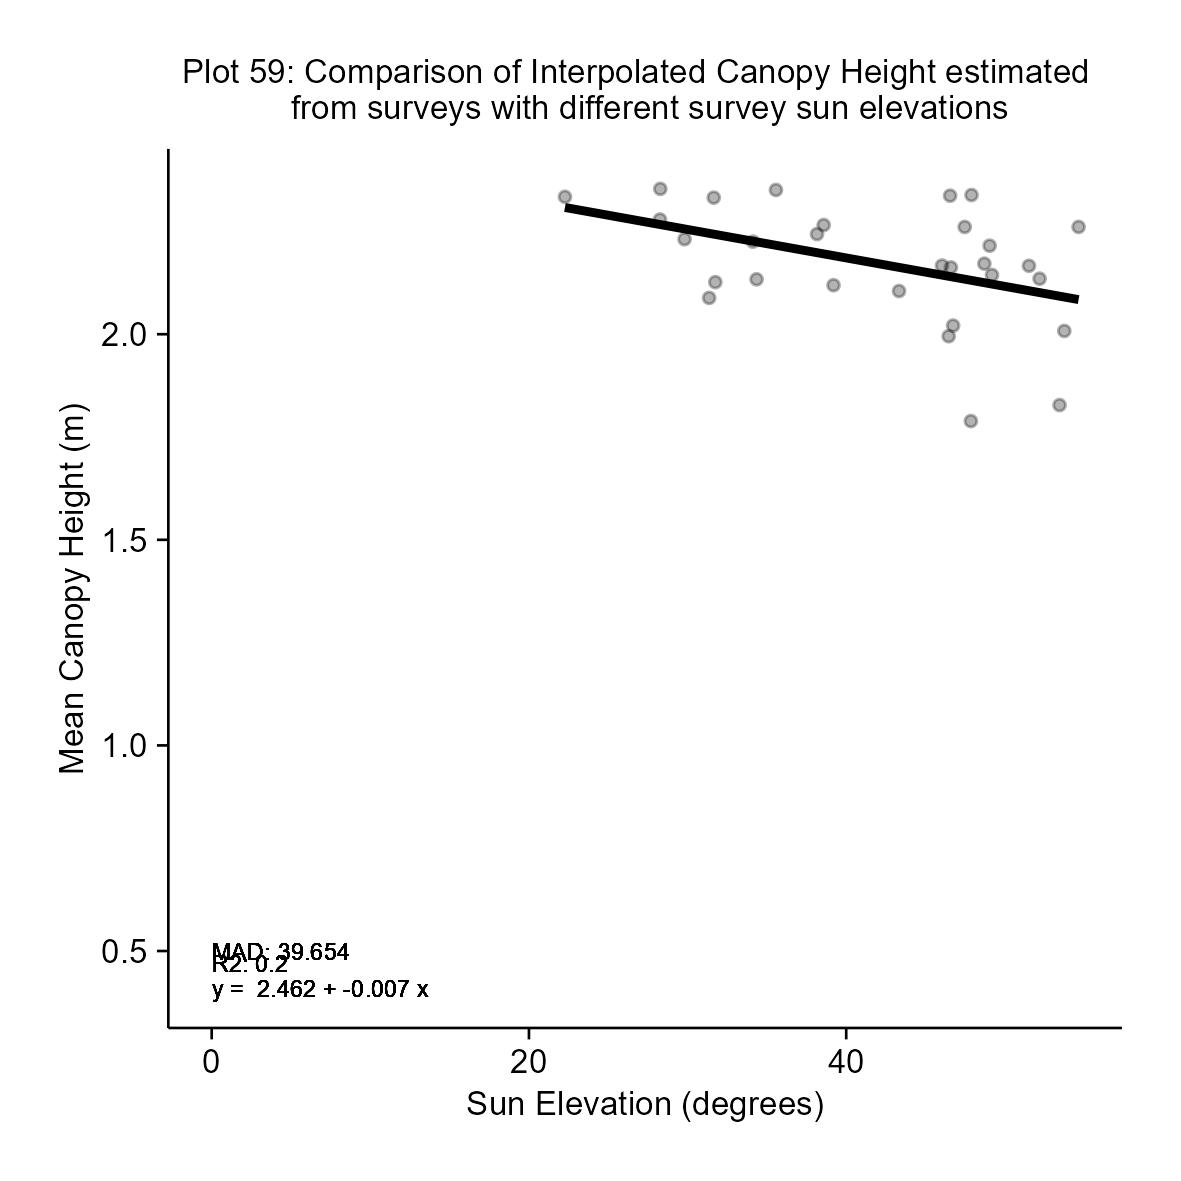 Plot 59: Comparison of Interpolated Canopy Height estimated
from surveys with different survey sun elevations
Mean Canopy Height (m)
2.0
1.5
1.0
0.5
MAD: 39.654
R2: 0.2
y =  2.462 + -0.007 x
0 20 40
Sun Elevation (degrees)